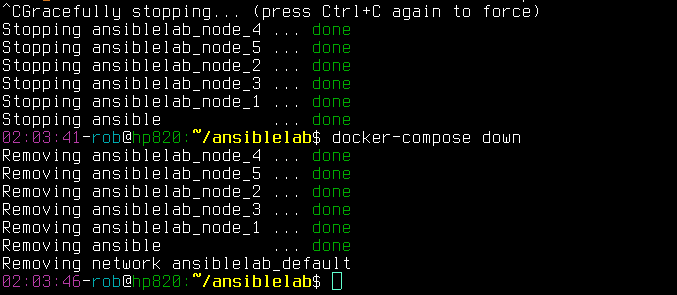 ^CGracefully stopping... (press Ctrl+C again to force)
Stopping ansiblelab_node_4 ... done
Stopping ansiblelab_node_5 ... done
Stopping ansiblelab_node_2 ... done
Stopping ansiblelab_node_3 ... done
Stopping ansiblelab_node_1 ... done
Stopping ansible           ... done
02:03:41-rob@hp820:~/ansiblelab$ docker-compose down
Removing ansiblelab_node_4 ... done
Removing ansiblelab_node_5 ... done
Removing ansiblelab_node_2 ... done
Removing ansiblelab_node_3 ... done
Removing ansiblelab_node_1 ... done
Removing ansible           ... done
Removing network ansiblelab_default
02:03:46-rob@hp820:~/ansiblelab$